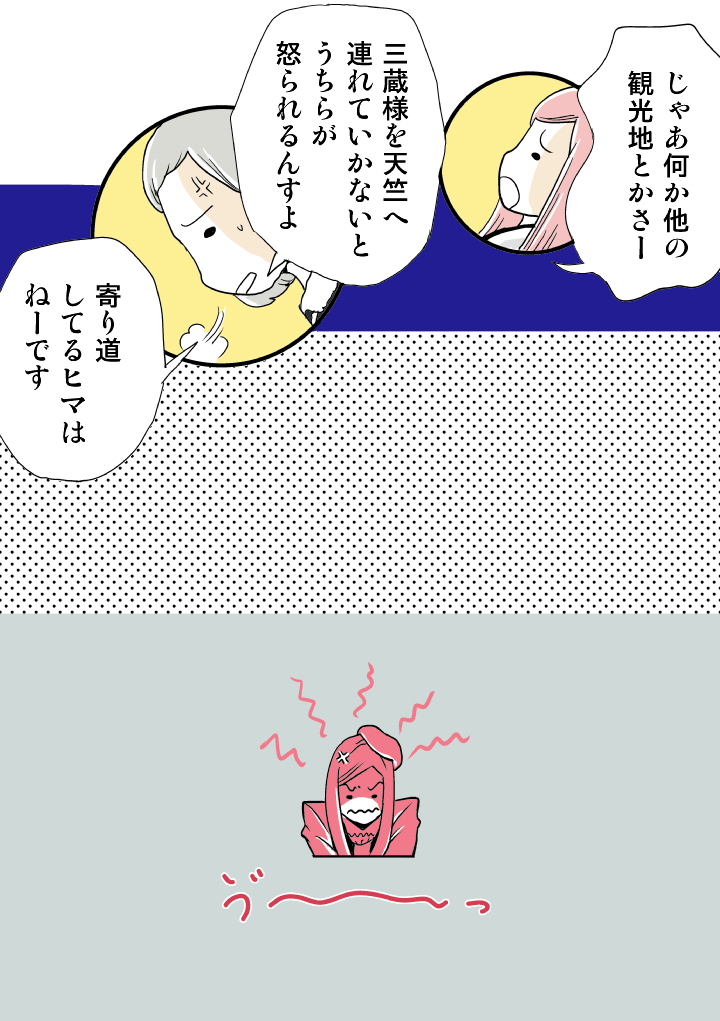 じゃあ何か他の
観光地とかさー
三蔵様を天竺へ
連れていかないと
うちらが
怒られるんすよ
寄り道
してるヒマは
ねーです
ゔ〜〜〜っ